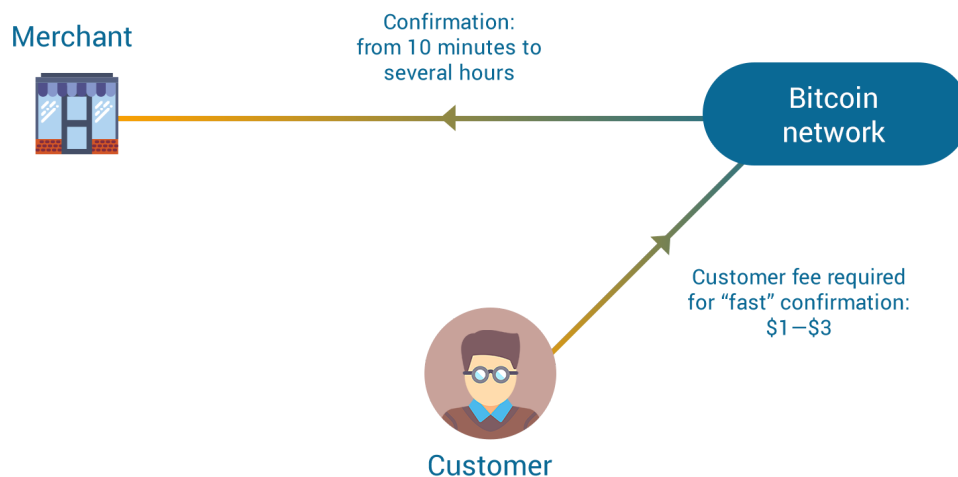 Merchant
Confirmation:
from 10 minutes to
several hours
Bitcoin
network
Customer fee required
for “fast” confirmation:
$1—$3
Customer